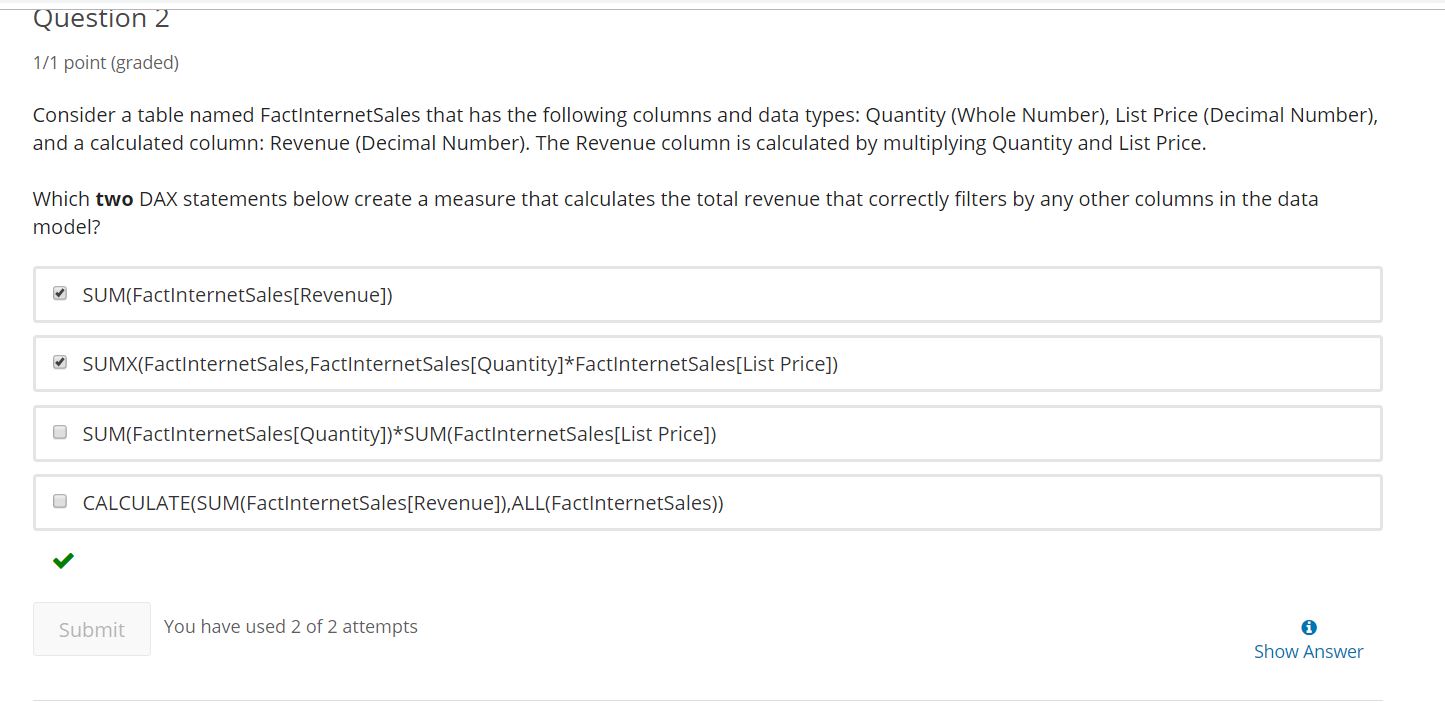 Question 2
1/1 point (graded)
Consider a table named FactInternetSales that has the following columns and data types: Quantity (Whole Number), List Price (Decimal Number),
and a calculated column: Revenue (Decimal Number). The Revenue column is calculated by multiplying Quantity and List Price.
Which two DAX statements below create a measure that calculates the total revenue that correctly filters by any other columns in the data
model?
SUM(FactInternetSales[Revenue])
SUMX(FactInternetSales,FactInternetSales[Quantity]*FactInternetSales[List Price])
SUM(FactInternetSales[Quantity])*SUM(FactInternetSales[List Price])
CALCULATE(SUM(FactInternetSales[Revenue]),ALL(FactInternetSales))
Submit You have used 2 of 2 attempts
Show Answer